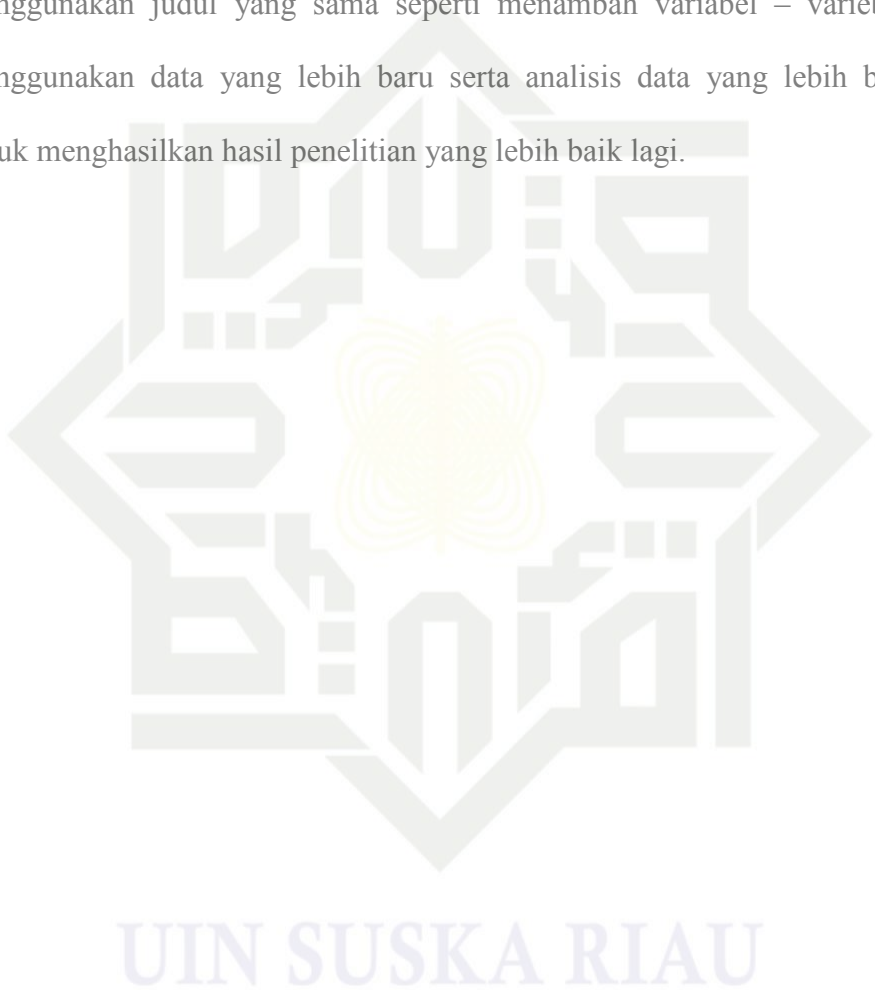 nggunakan judul yang sama seperti menambah variabel – varieb
nggunakan data yang lebih baru serta analisis data yang lebih b
uk menghasilkan hasil penelitian yang lebih baik lagi.
UIN SUSKA RIAU